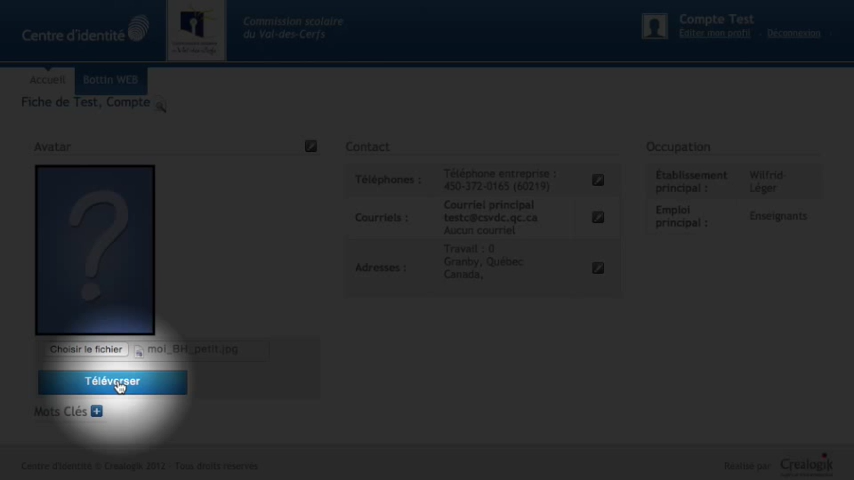 Centre d'identité
Commission scolaire
du Val-des-Cerfs
Compte Test
Éditer mon profil
Déconnexion
Accueil
Bottin WEB
Fiche de Test, Compte
Avatar
Choisir le fichier
moi_BH_petit.jpg
Téléverser
Mots Clés
Contact
Téléphones :
Téléphone entreprise :
450-372-0165 (60219)
Courriels :
Courriel principal
testc@csvdc.qc.ca
Aucun courriel
Adresses :
Travail : 0
Granby, Québec
Canada,
Occupation
Établissement
principal :
Wilfrid-
Léger
Emploi
principal :
Enseignants
Centre d'identité © Crealogik 2012 - Tous droits réservés
Réalisé par
Crealogik